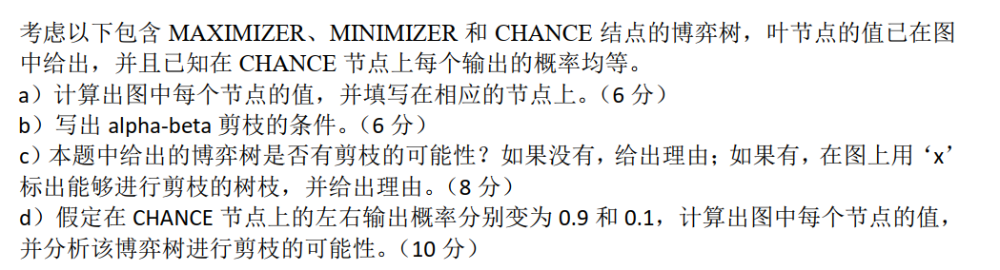 考虑以下包含 MAXIMIZER、MINIMIZER 和 CHANCE 结点的博弈树，叶节点的值已在图
中给出，并且已知在 CHANCE 节点上每个输出的概率均等。
a）计算出图中每个节点的值，并填写在相应的节点上。（6 分）
b）写出 alpha-beta 剪枝的条件。（6 分）
c）本题中给出的博弈树是否有剪枝的可能性？如果没有，给出理由；如果有，在图上用‘x’
标出能够进行剪枝的树枝，并给出理由。（8 分）
d）假定在 CHANCE 节点上的左右输出概率分别变为 0.9 和 0.1，计算出图中每个节点的值，
并分析该博弈树进行剪枝的可能性。（10 分）